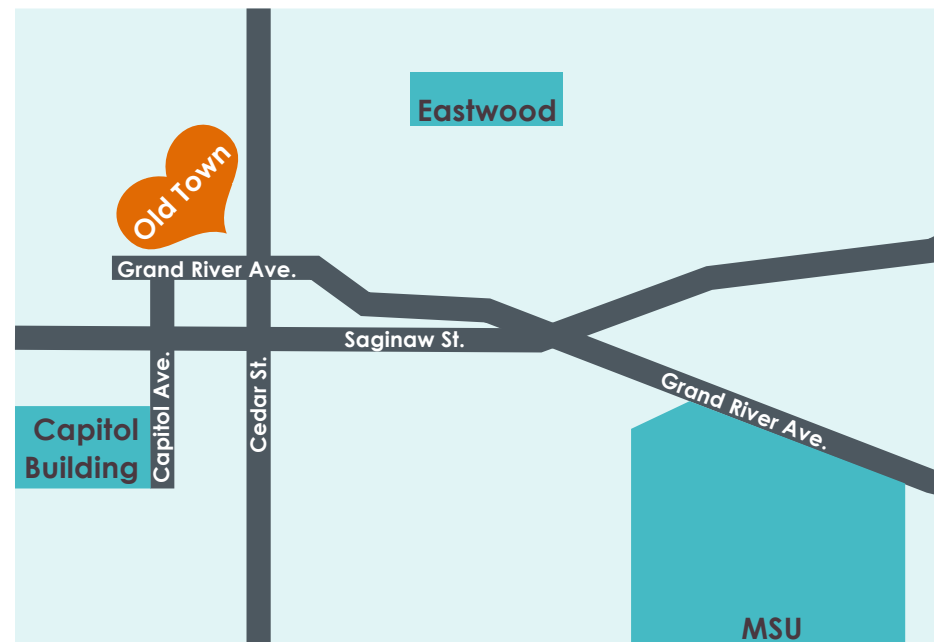 Eastwood
Old Town
Grand River Ave.
Saginaw St.
Capitol Ave.
Cedar St.
Grand River Ave.
Capitol
Building
MSU